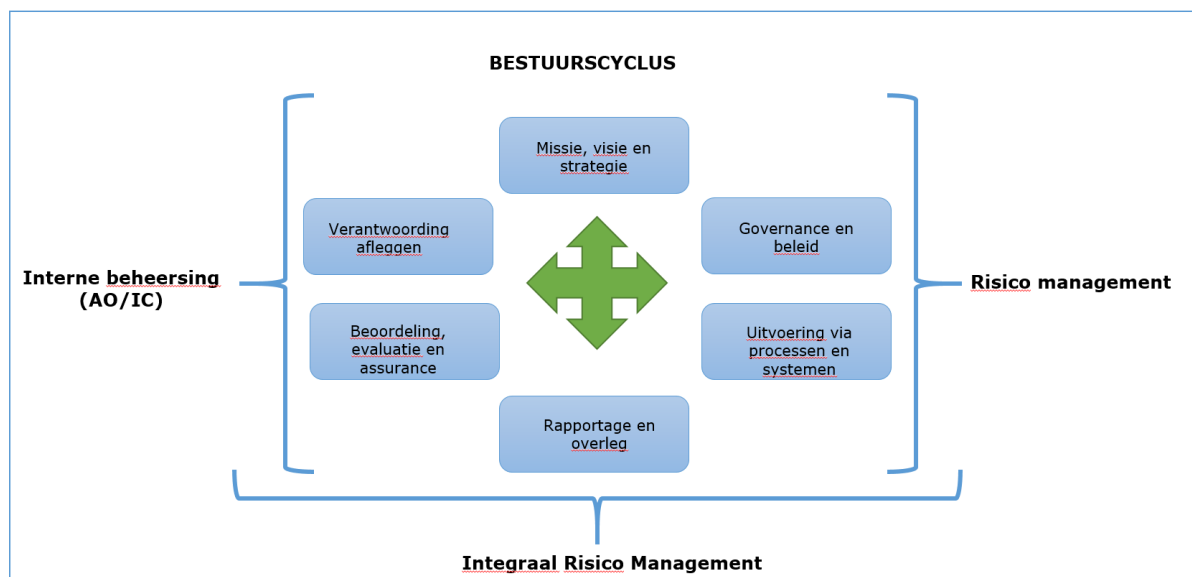 BESTUURSCYCLUS
Missie, visie en
strategie
Verantwoording
afleggen
Governance en
beleid
Interne beheersing
(AO/IC)
Risico management
Beoordeling,
evaluatie en
assurance
Uitvoering via
processen en
systemen
Rapportage en
overleg
Integraal Risico Management